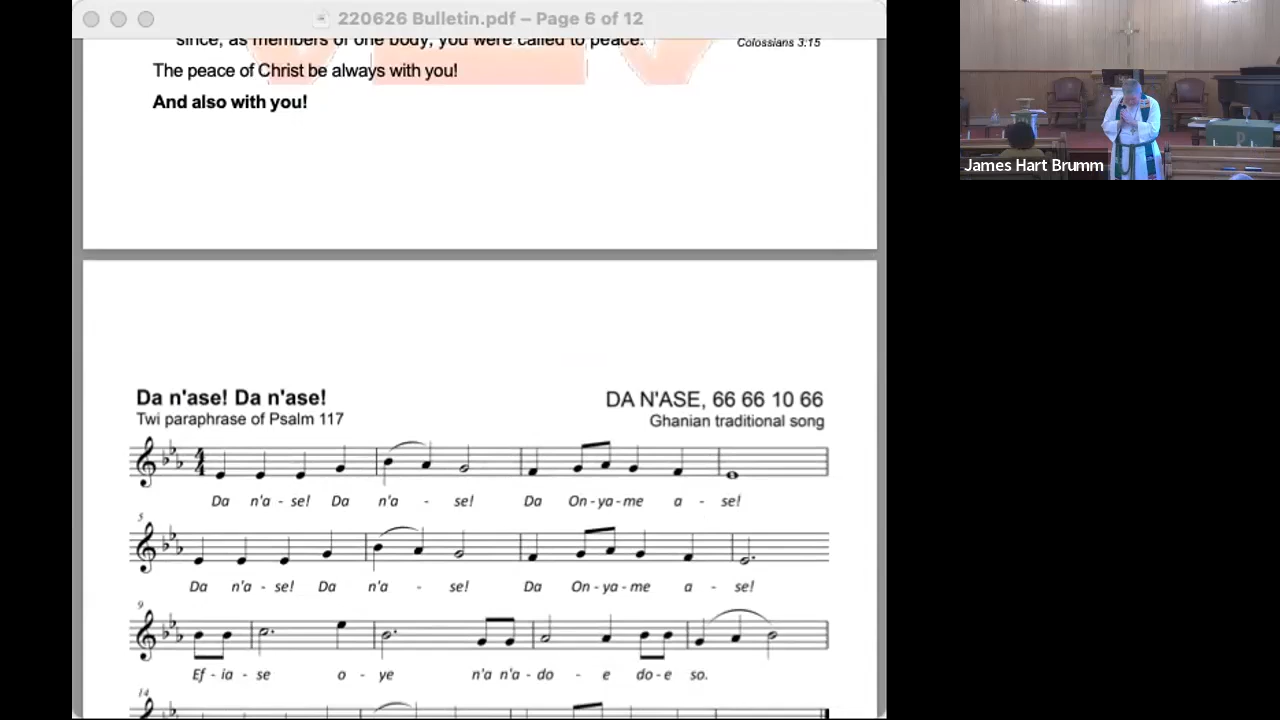 220626 Bulletin.pdf – Page 6 of 12
since, as members of one body, you were called to peace.
Colossians 3:15
The peace of Christ be always with you!
And also with you!
James Hart Brumm
Da n'ase! Da n'ase!
DA N'ASE, 66 66 10 66
Twi paraphrase of Psalm 117
Ghanian traditional song
4
4
Da n'a - se! Da n'a - se! Da On - ya - me a - se!
5
Da n'a - se! Da n'a - se! Da On - ya - me a - se!
9
Ef - ia - se o - ye n'a n'a - do - e do - e so.
14